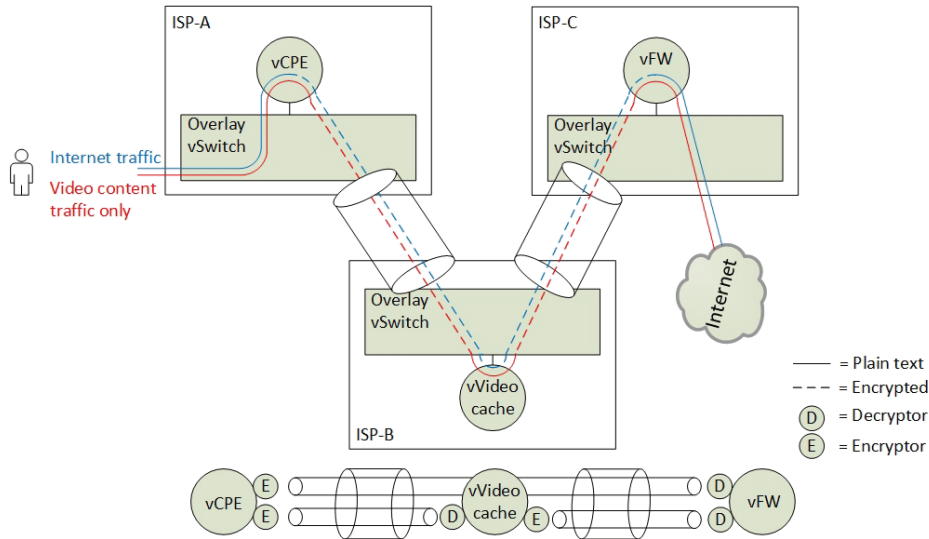 ISP-A
vCPE
Overlay
vSwitch
Internet traffic
Video content
traffic only
ISP-C
vFW
Overlay
vSwitch
Internet
Overlay
vSwitch
vVideo
cache
ISP-B
= Plain text
= Encrypted
D = Decryptor
E = Encryptor
vCPE
E
E
D
vVideo
cache
E
D
D
vFW